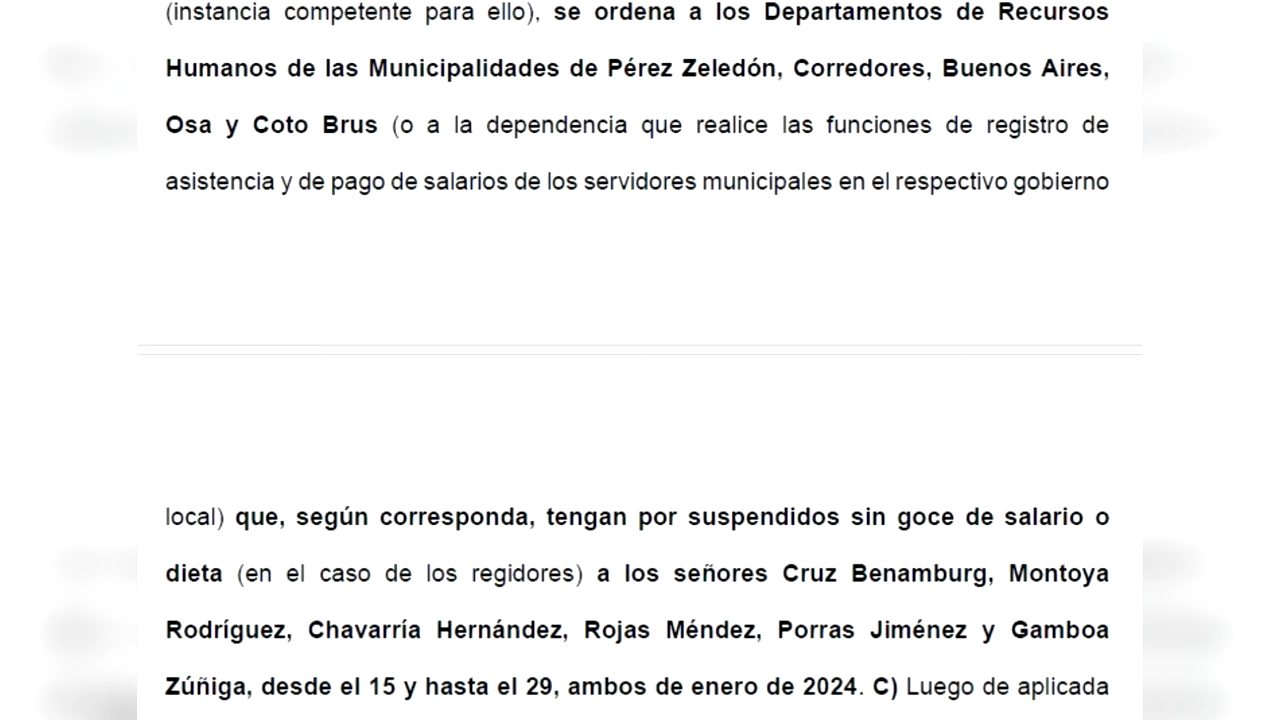 (instancia competente para ello), se ordena a los Departamentos de Recursos
Humanos de las Municipalidades de Pérez Zeledón, Corredores, Buenos Aires,
Osa y Coto Brus (o a la dependencia que realice las funciones de registro de
asistencia y de pago de salarios de los servidores municipales en el respectivo gobierno
local) que, según corresponda, tengan por suspendidos sin goce de salario o
dieta (en el caso de los regidores) a los señores Cruz Benamburg, Montoya
Rodríguez, Chavarría Hernández, Rojas Méndez, Porras Jiménez y Gamboa
Zúñiga, desde el 15 y hasta el 29, ambos de enero de 2024. C) Luego de aplicada